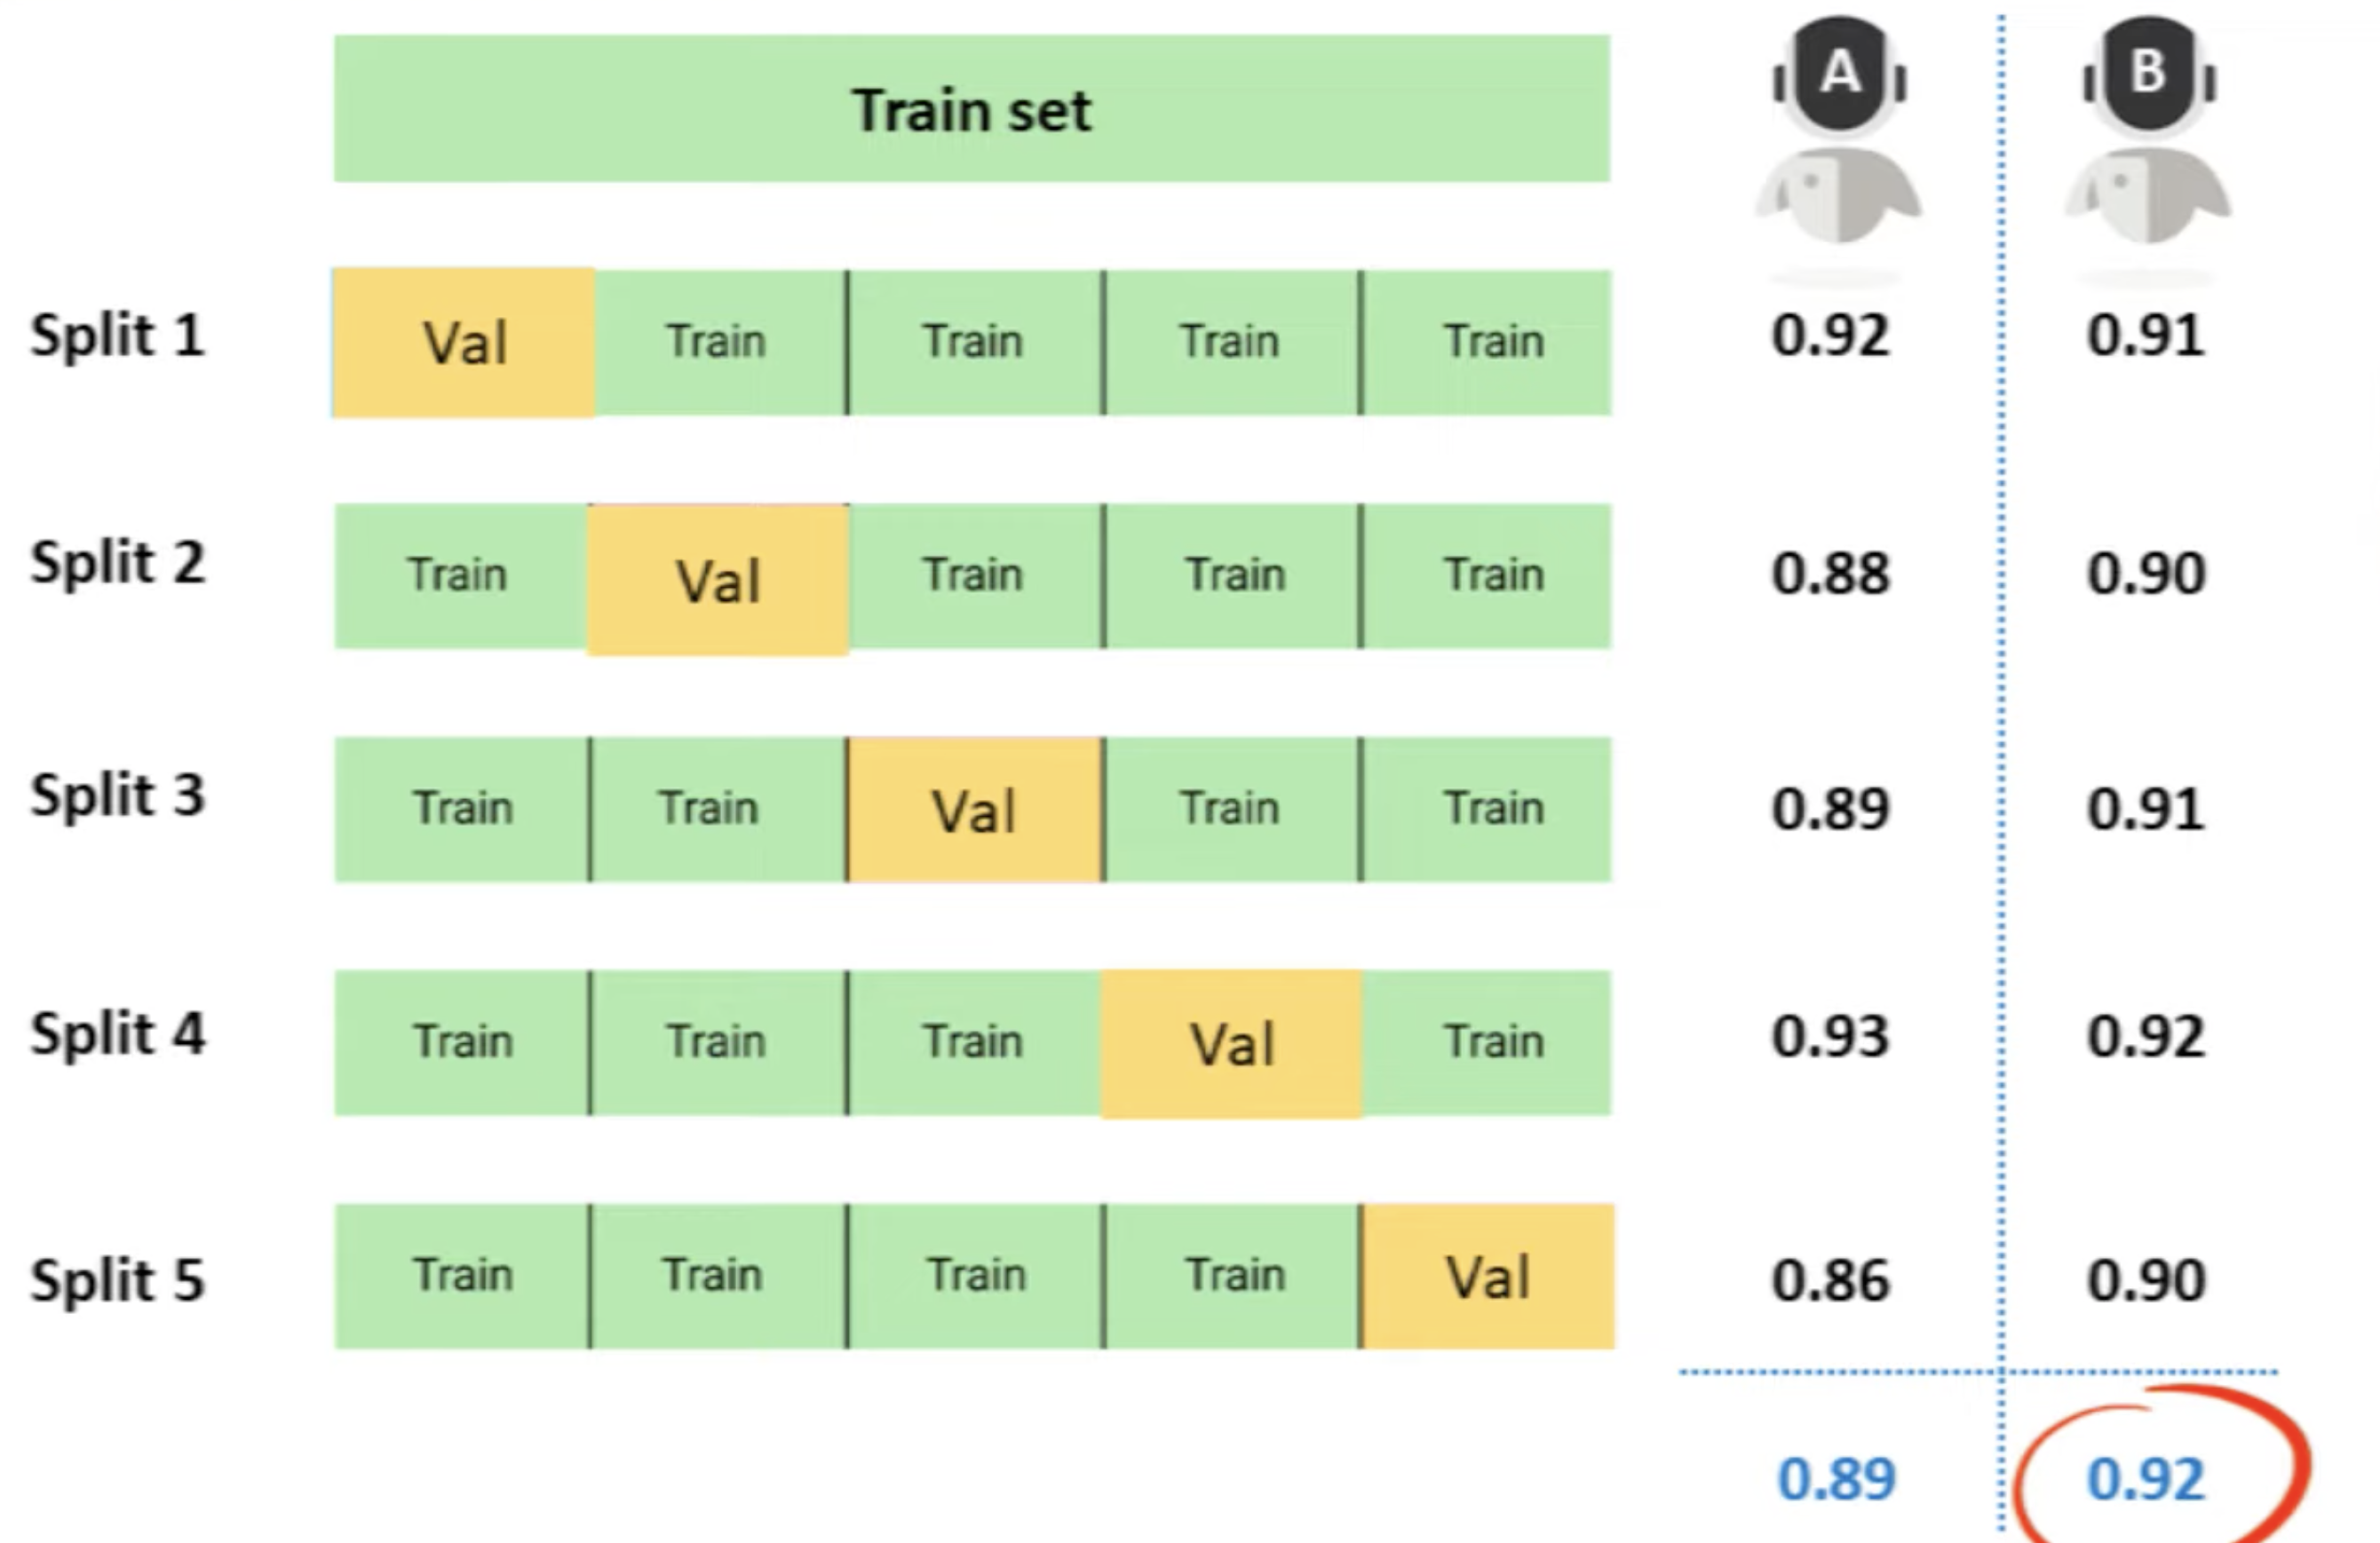 Train set
A
B
Split 1
Val Train Train Train Train
0.92 0.91
Split 2
Train Val Train Train Train
0.88 0.90
Split 3
Train Train Val Train Train
0.89 0.91
Split 4
Train Train Train Val Train
0.93 0.92
Split 5
Train Train Train Train Val
0.86 0.90
0.89 0.92